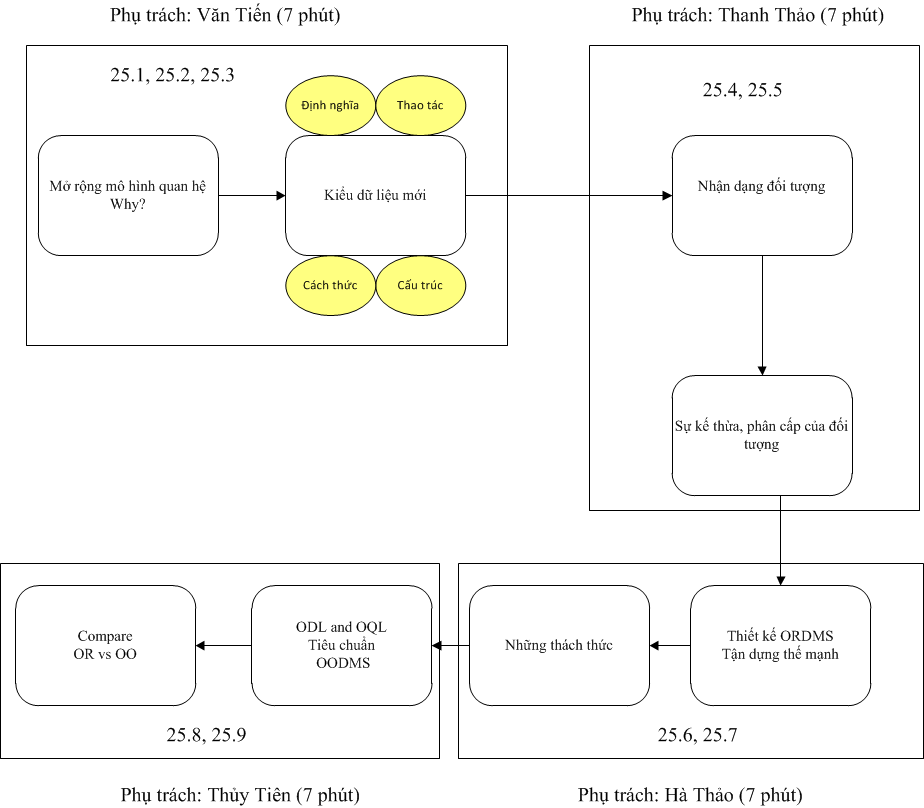 Phụ trách: Văn Tiến (7 phút)
25.1, 25.2, 25.3
Định nghĩa
Thao tác
Mở rộng mô hình quan hệ
Why?
Kiểu dữ liệu mới
Cách thức
Cấu trúc
Phụ trách: Thanh Thảo (7 phút)
25.4, 25.5
Nhận dạng đối tượng
Sự kế thừa, phân cấp của đối
tượng
Thiết kế ORDMS
Tận dựng thế mạnh
Những thách thức
25.6, 25.7
Phụ trách: Hà Thảo (7 phút)
ODL and OQL
Tiêu chuẩn
OODMS
Compare
OR vs OO
25.8, 25.9
Phụ trách: Thủy Tiên (7 phút)